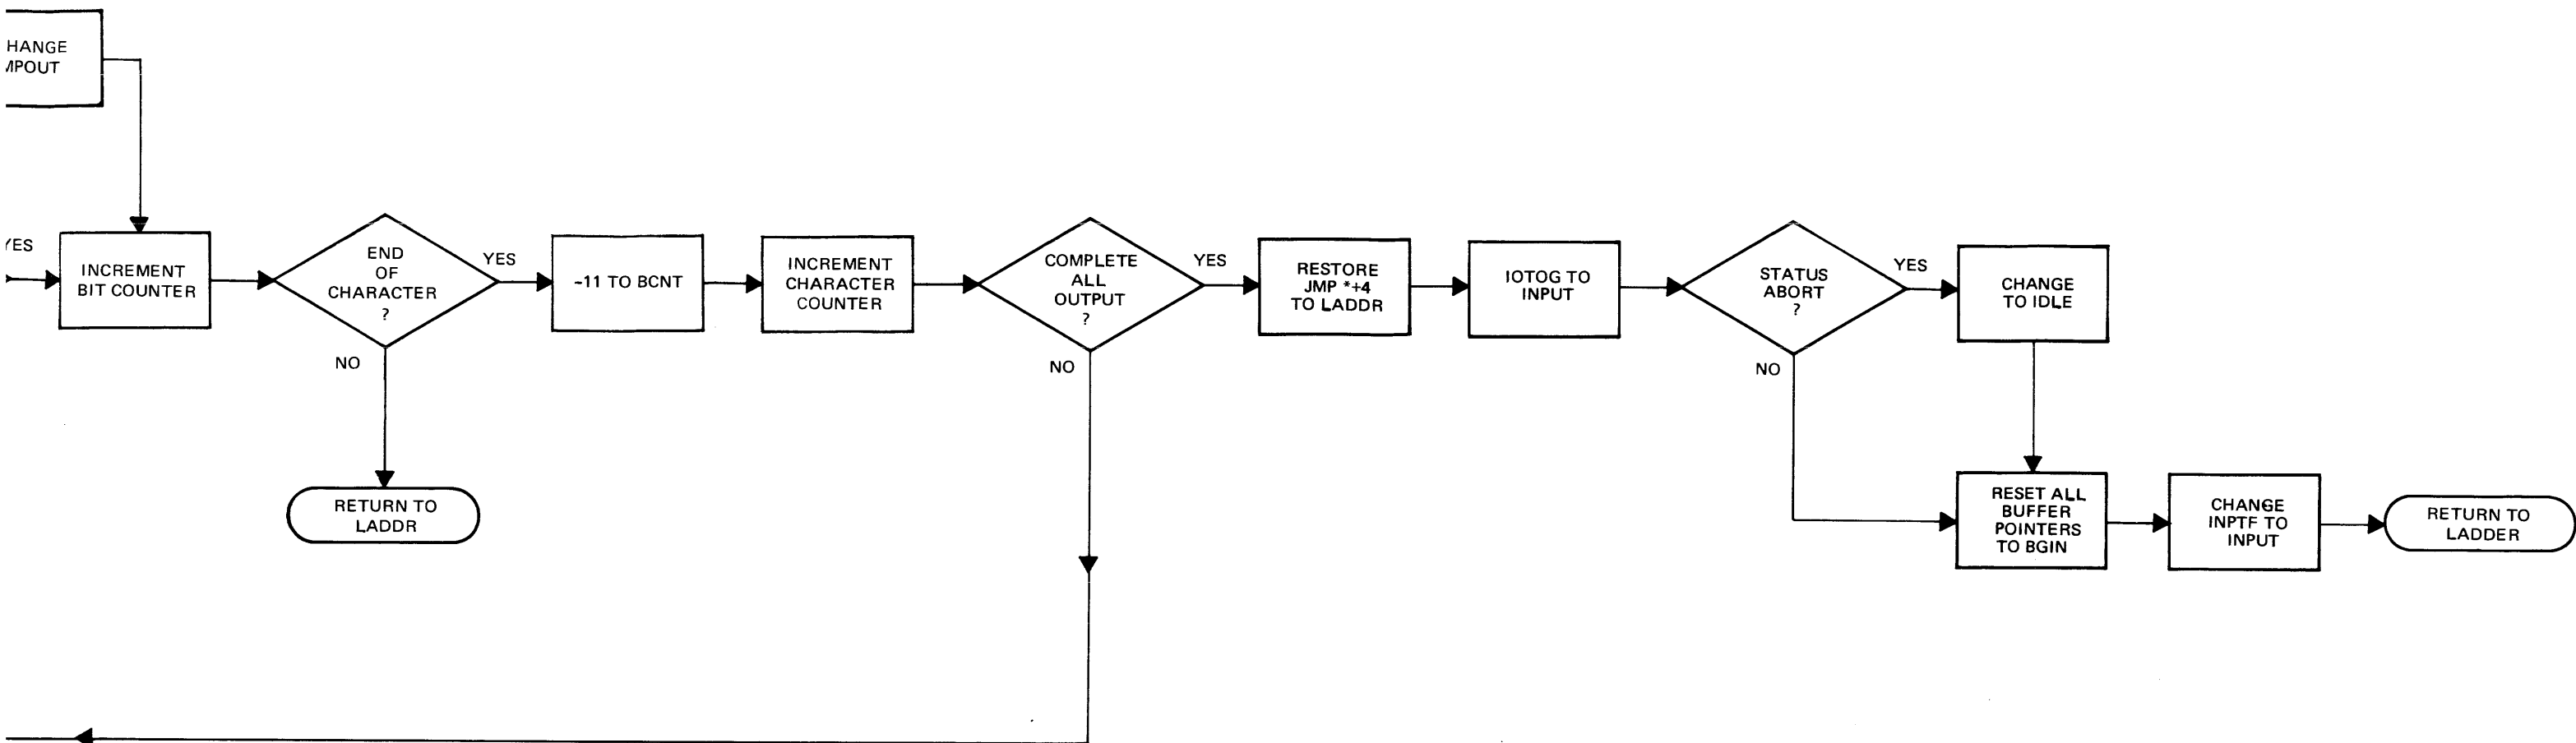 HANGE
MPOUT
YES
INCREMENT
BIT COUNTER
END
OF
CHARACTER
?
YES
NO
RETURN TO
LADDR
-11 TO BCNT
INCREMENT
CHARACTER
COUNTER
COMPLETE
ALL
OUTPUT
?
YES
NO
RESTORE
JMP *+4
TO LADDR
IOTOG TO
INPUT
STATUS
ABORT
?
YES
NO
CHANGE
TO IDLE
RESET ALL
BUFFER
POINTERS
TO BGIN
CHANGE
INPTF TO
INPUT
RETURN TO
LADDER